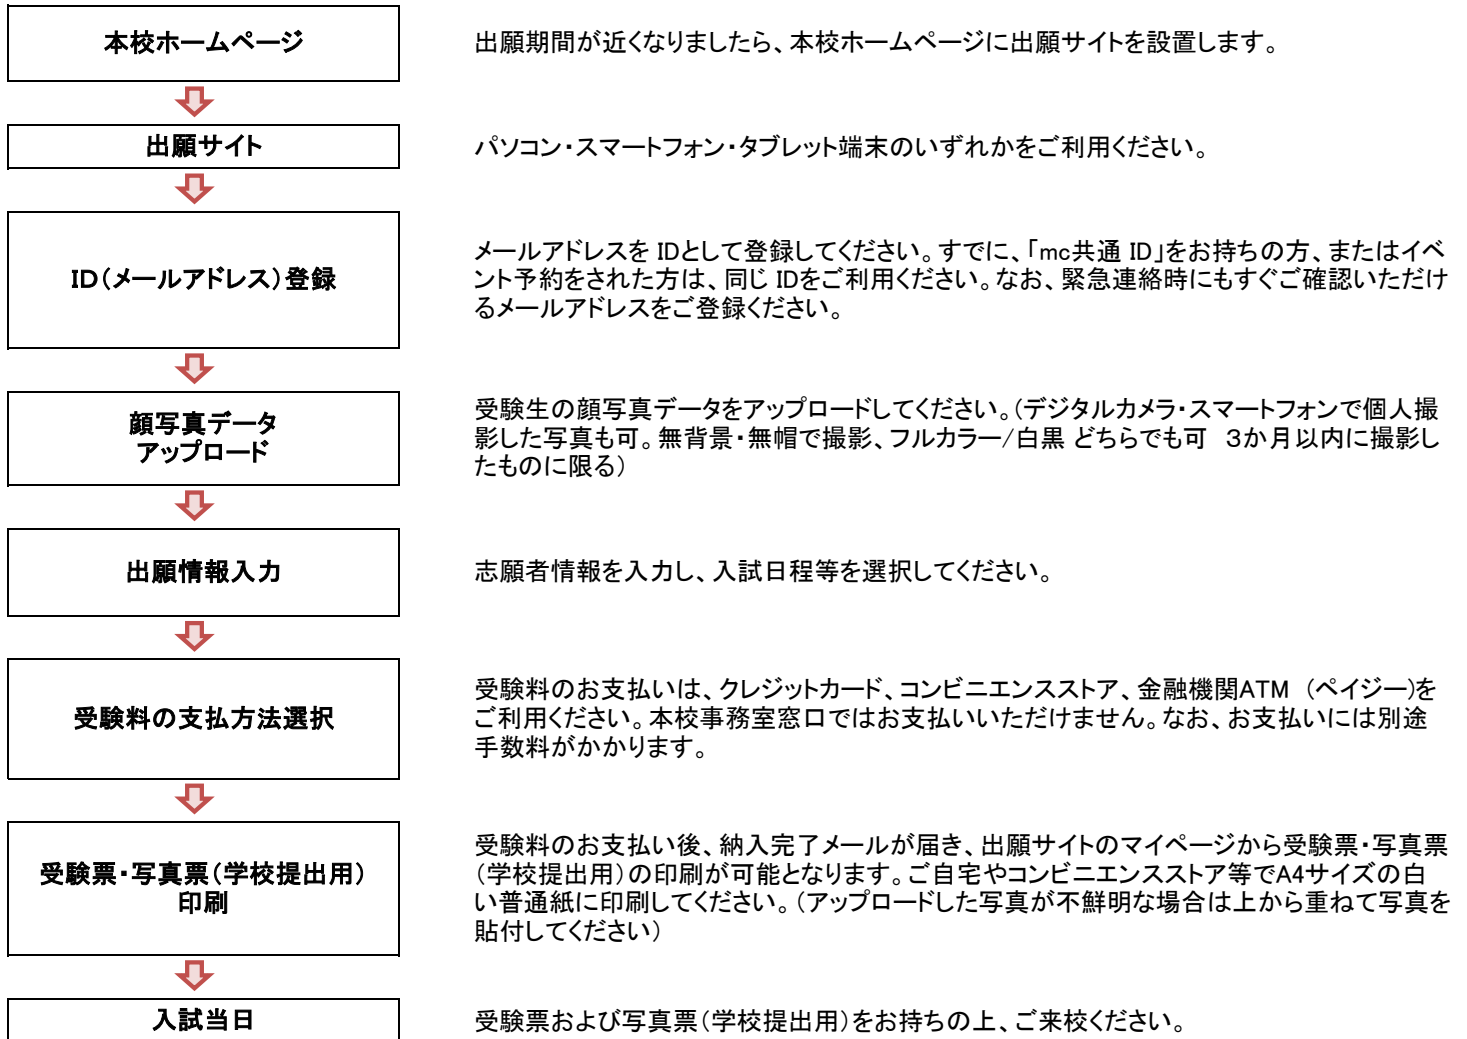 本校ホームページ
出願期間が近くなりましたら、本校ホームページに出願サイトを設置します。
出願サイト
パソコン・スマートフォン・タブレット端末のいずれかをご利用ください。
ID（メールアドレス）登録
メールアドレスを IDとして登録してください。すでに、「mc共通 ID」をお持ちの方、またはイベ
ント予約をされた方は、同じ IDをご利用ください。なお、緊急連絡時にもすぐご確認いただけ
るメールアドレスをご登録ください。
顔写真データ
アップロード
受験生の顔写真データをアップロードしてください。（デジタルカメラ・スマートフォンで個人撮
影した写真も可。無背景・無帽で撮影、フルカラー/白黒 どちらでも可　３か月以内に撮影し
たものに限る）
出願情報入力
志願者情報を入力し、入試日程等を選択してください。
受験料の支払方法選択
受験料のお支払いは、クレジットカード、コンビニエンスストア、金融機関ATM （ペイジー)を
ご利用ください。本校事務室窓口ではお支払いいただけません。なお、お支払いには別途
手数料がかかります。
受験票・写真票（学校提出用）
印刷
受験料のお支払い後、納入完了メールが届き、出願サイトのマイページから受験票・写真票
（学校提出用）の印刷が可能となります。ご自宅やコンビニエンスストア等でA4サイズの白
い普通紙に印刷してください。（アップロードした写真が不鮮明な場合は上から重ねて写真を
貼付してください）
入試当日
受験票および写真票（学校提出用）をお持ちの上、ご来校ください。